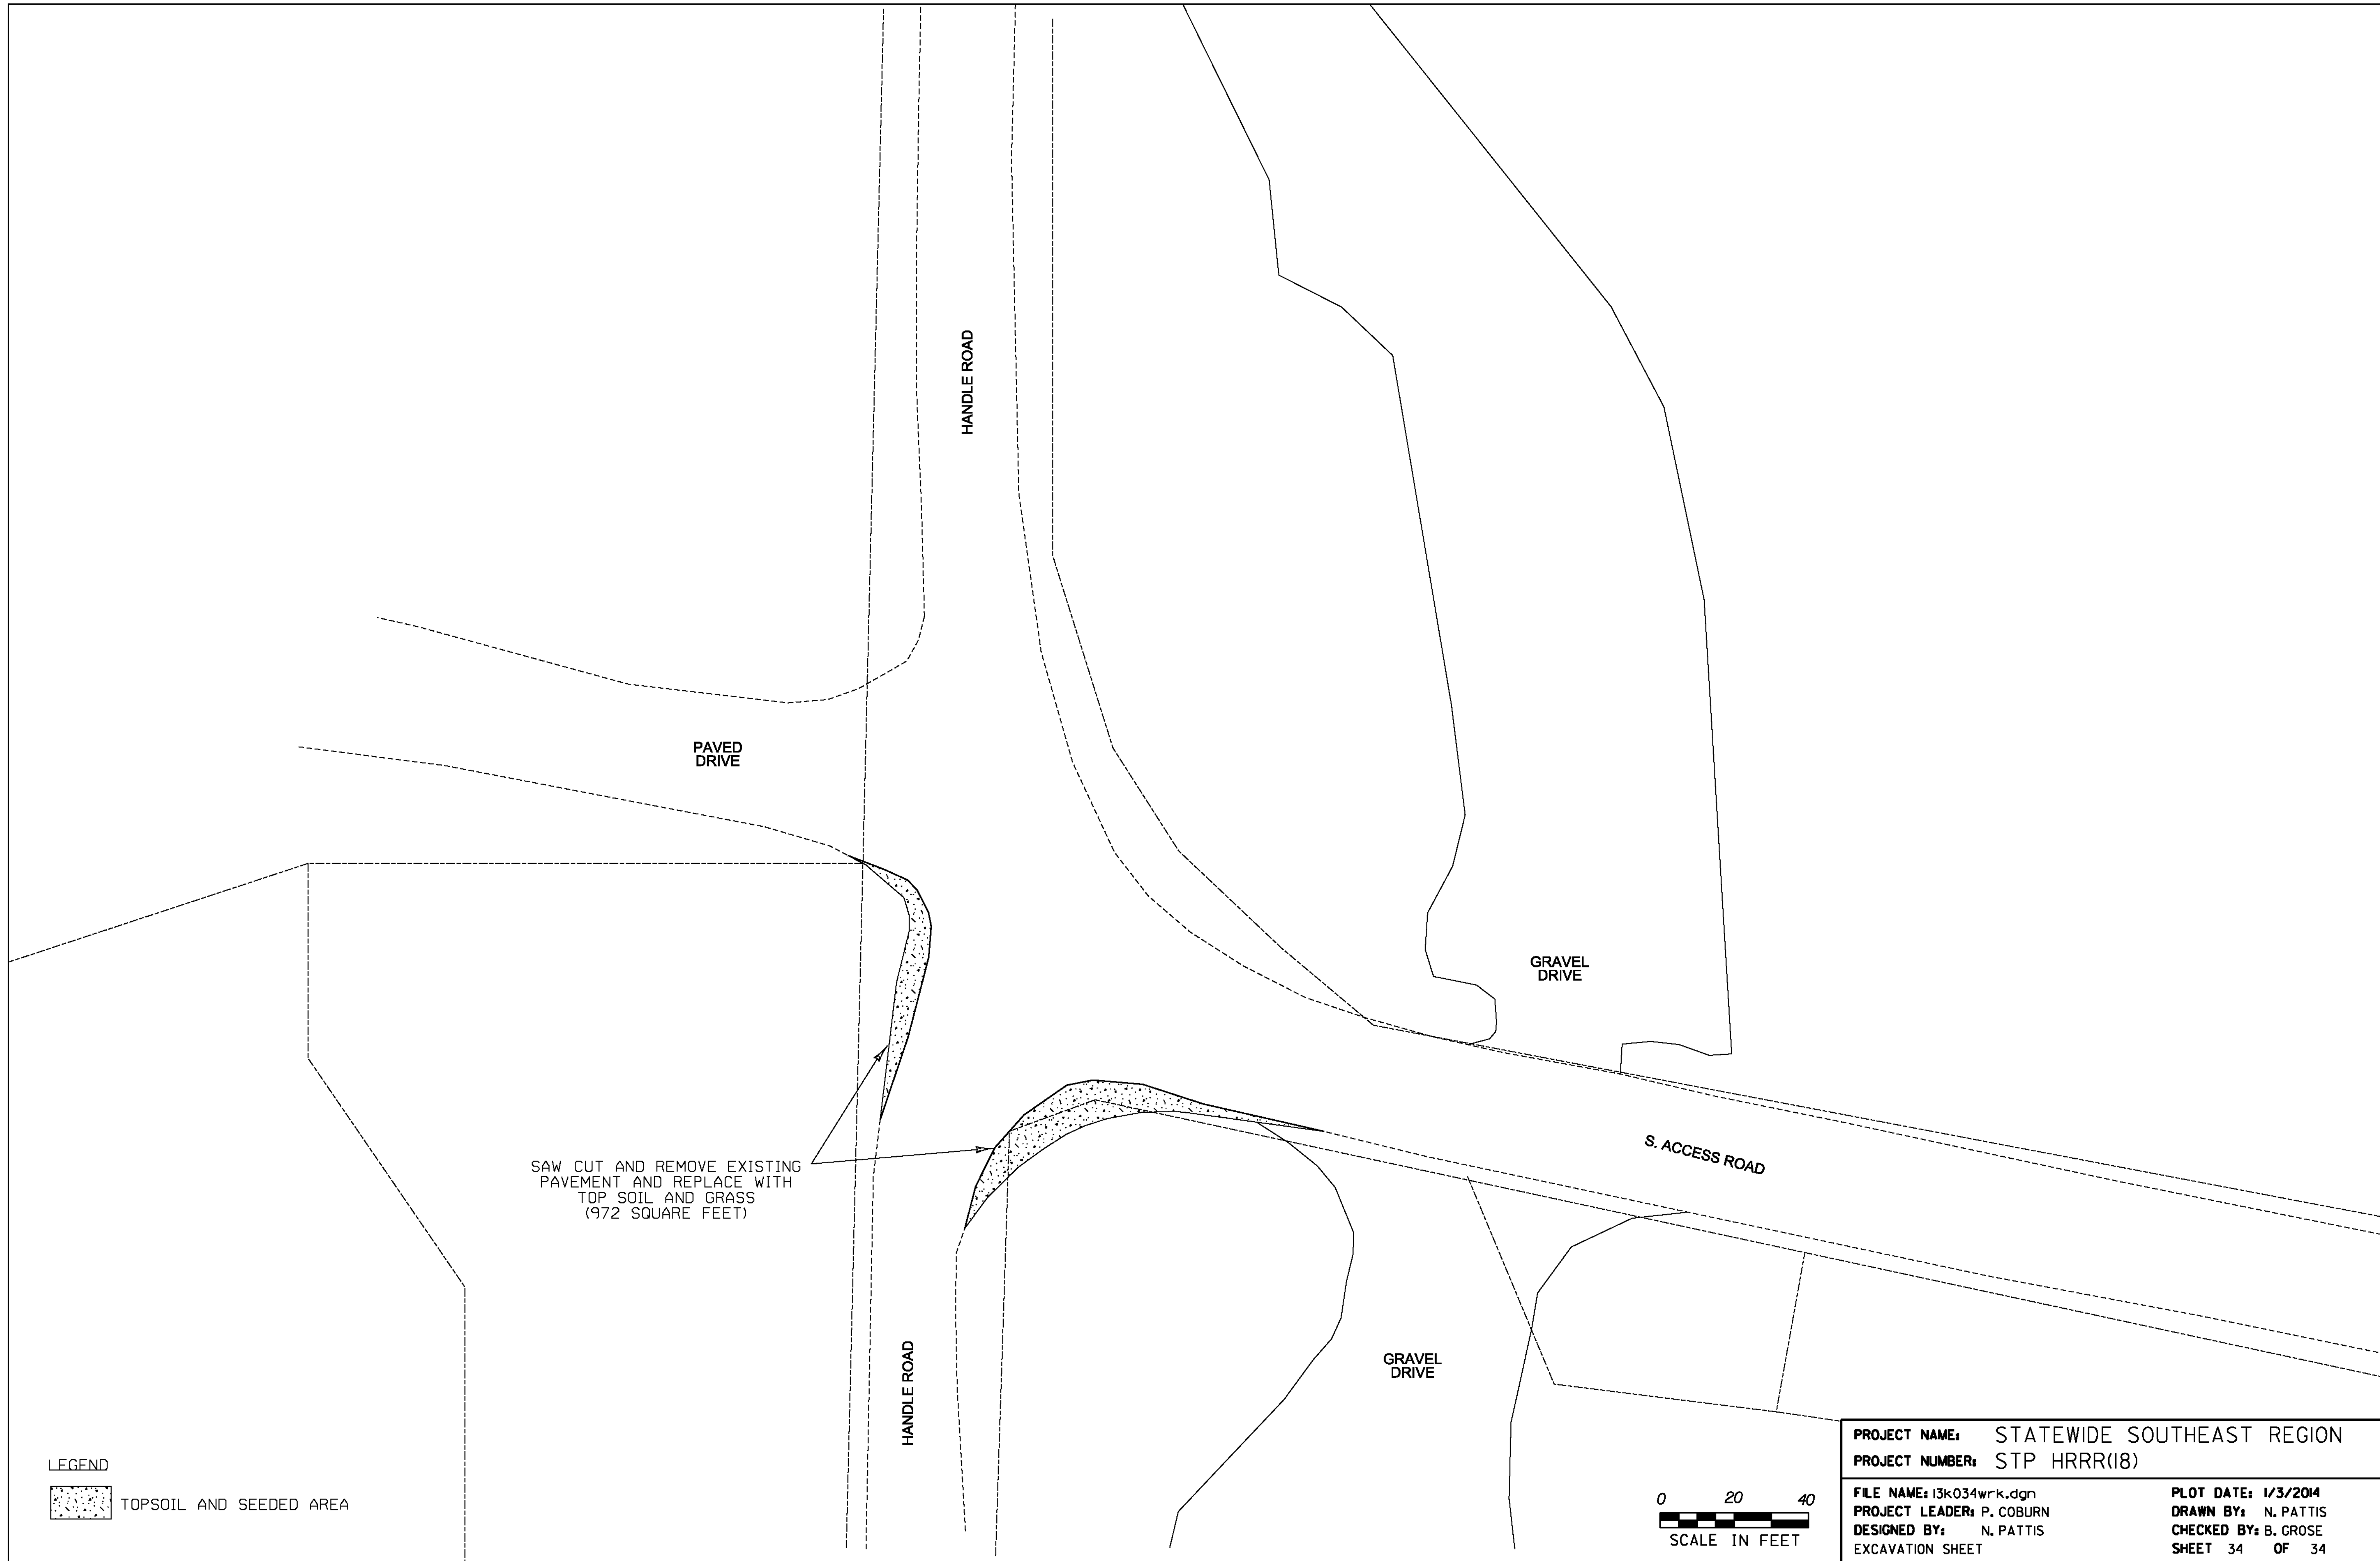 HANDLE ROAD
PAVED
DRIVE
GRAVEL
DRIVE
S. ACCESS ROAD
SAW CUT AND REMOVE EXISTING
PAVEMENT AND REPLACE WITH
TOP SOIL AND GRASS
(972 SQUARE FEET)
HANDLE ROAD
GRAVEL
DRIVE
LEGEND
TOPSOIL AND SEEDED AREA
0 20 40
SCALE IN FEET
PROJECT NAME: STATEWIDE SOUTHEAST REGION
PROJECT NUMBER: STP HRRR(18)
FILE NAME: 13k034wrk.dgn PLOT DATE: 1/3/2014
PROJECT LEADER: P. COBURN DRAWN BY: N. PATTIS
DESIGNED BY: N. PATTIS CHECKED BY: B. GROSE
EXCAVATION SHEET SHEET 34 OF 34